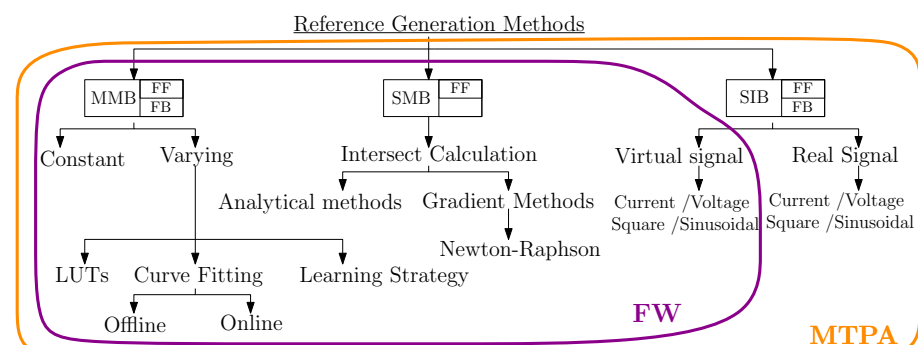 Reference Generation Methods
MMB
FF
FB
SMB
FF
SIB
FF
FB
Constant
Varying
Intersect Calculation
Virtual signal
Real Signal
Analytical methods
Gradient Methods
Current /Voltage
Square /Sinusoidal
Current /Voltage
Square /Sinusoidal
Newton-Raphson
LUTs
Curve Fitting
Learning Strategy
Offline
Online
FW
MTPA